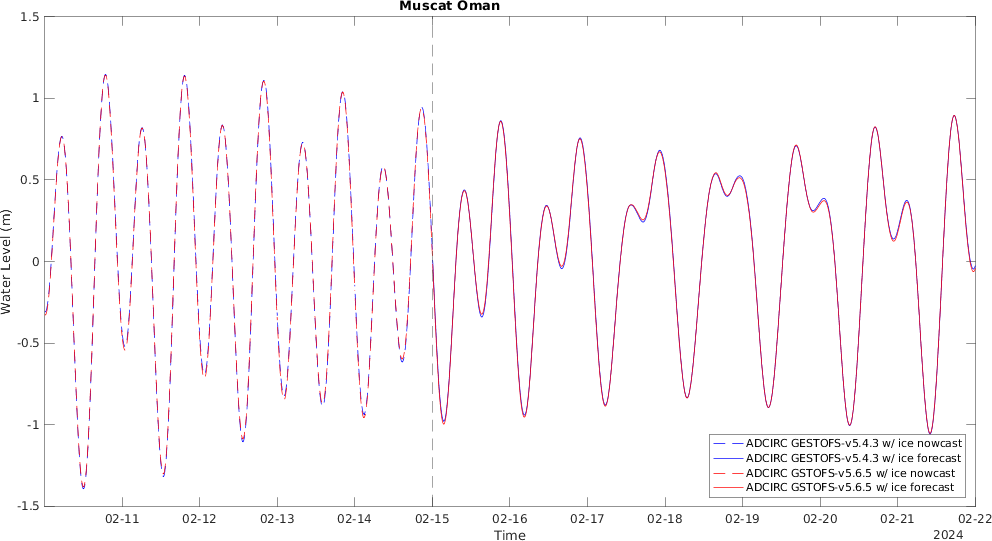 Muscat Oman
1.5
1
0.5
0
-0.5
-1
-1.5
Water Level (m)
ADCIRC GESTOFS-v5.4.3 w/ ice nowcast
ADCIRC GESTOFS-v5.4.3 w/ ice forecast
ADCIRC GSTOFS-v5.6.5 w/ ice nowcast
ADCIRC GSTOFS-v5.6.5 w/ ice forecast
02-11 02-12 02-13 02-14 02-15 02-16 02-17 02-18 02-19 02-20 02-21 02-22
Time
2024